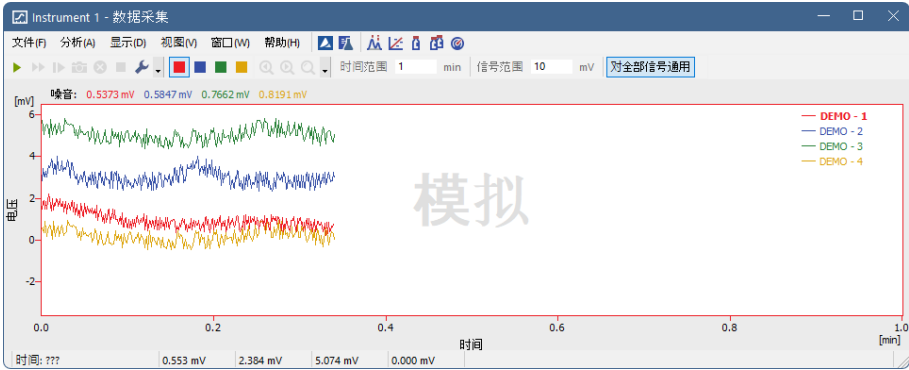 Instrument 1 - 数据采集
文件(F) 分析(A) 显示(D) 视图(V) 窗口(W) 帮助(H)
时间范围 1 min 信号范围 10 mV 对全部信号通用
[mV] 噪音: 0.5373 mV 0.5847 mV 0.7662 mV 0.8191 mV
6
4
2
0
-2
电压
DEMO - 1
DEMO - 2
DEMO - 3
DEMO - 4
模拟
0.0 0.2 0.4 0.6 0.8 1.0
时间
[min]
时间: ??? 0.553 mV 2.384 mV 5.074 mV 0.000 mV